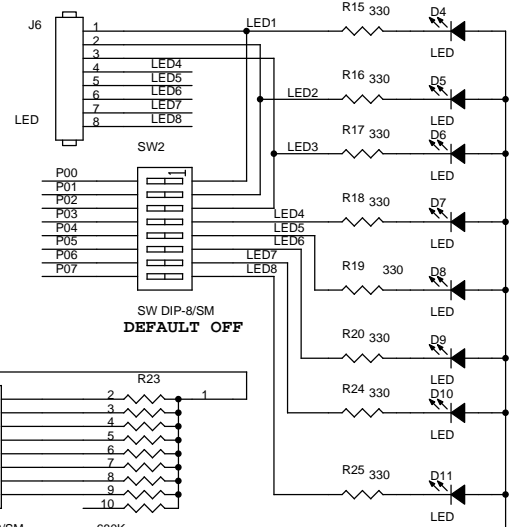 J6
1
2
3
4
5
6
7
8
LED1
LED4
LED5
LED6
LED7
LED8
LED
R15 330
D4
LED
R16 330
D5
LED2
LED
R17 330
D6
LED3
LED
SW2
1
P00
P01
P02
P03
P04
P05
P06
P07
LED4
LED5
LED6
LED7
LED8
SW DIP-8/SM
DEFAULT OFF
R18 330
D7
LED
R19 330
D8
LED
R20 330
D9
LED
R24 330
D10
LED
R25 330
D11
LED
R23
1
2
3
4
5
6
7
8
9
10